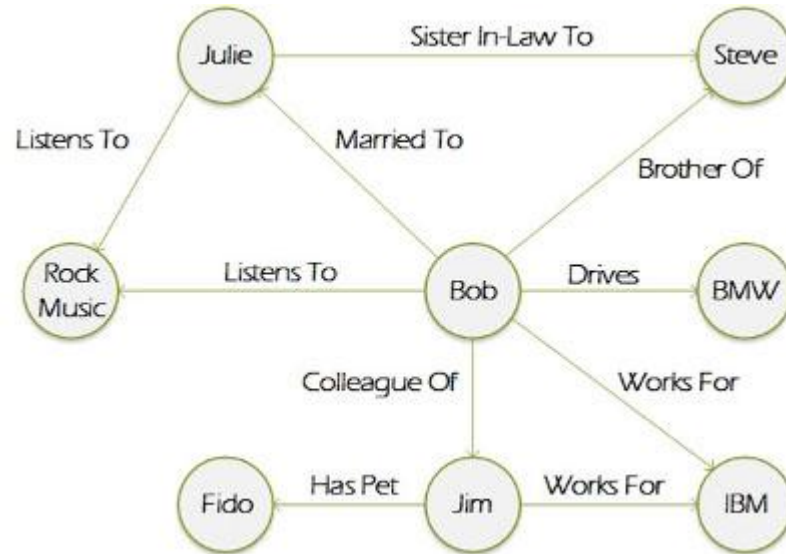 Sister In-Law To
Julie
Steve
Listens To
Married To
Brother Of
Rock
Music
Listens To
Bob
Drives
BMW
Colleague Of
Works For
Fido
Has Pet
Jim
Works For
IBM